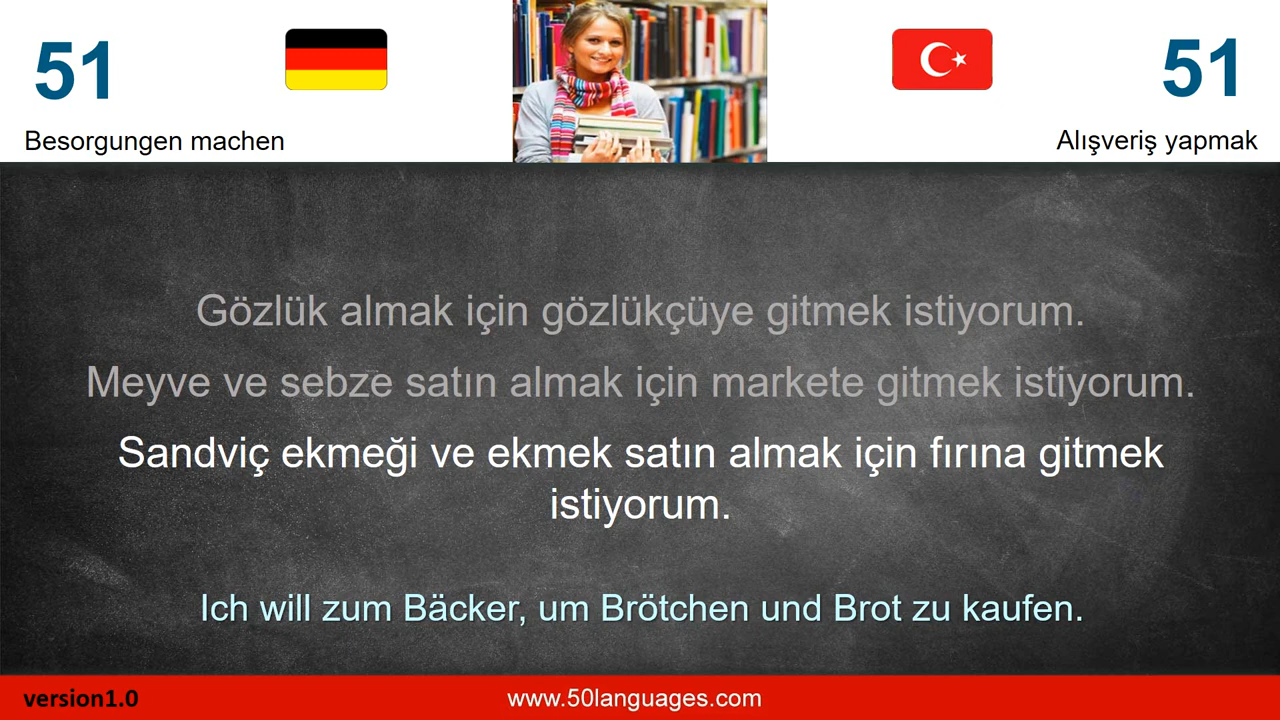 51
51
Besorgungen machen
Alışveriş yapmak
Gözlük almak için gözlükçüye gitmek istiyorum.
Meyve ve sebze satın almak için markete gitmek istiyorum.
Sandviç ekmeği ve ekmek satın almak için fırına gitmek
istiyorum.
Ich will zum Bäcker, um Brötchen und Brot zu kaufen.
version1.0
www.50languages.com